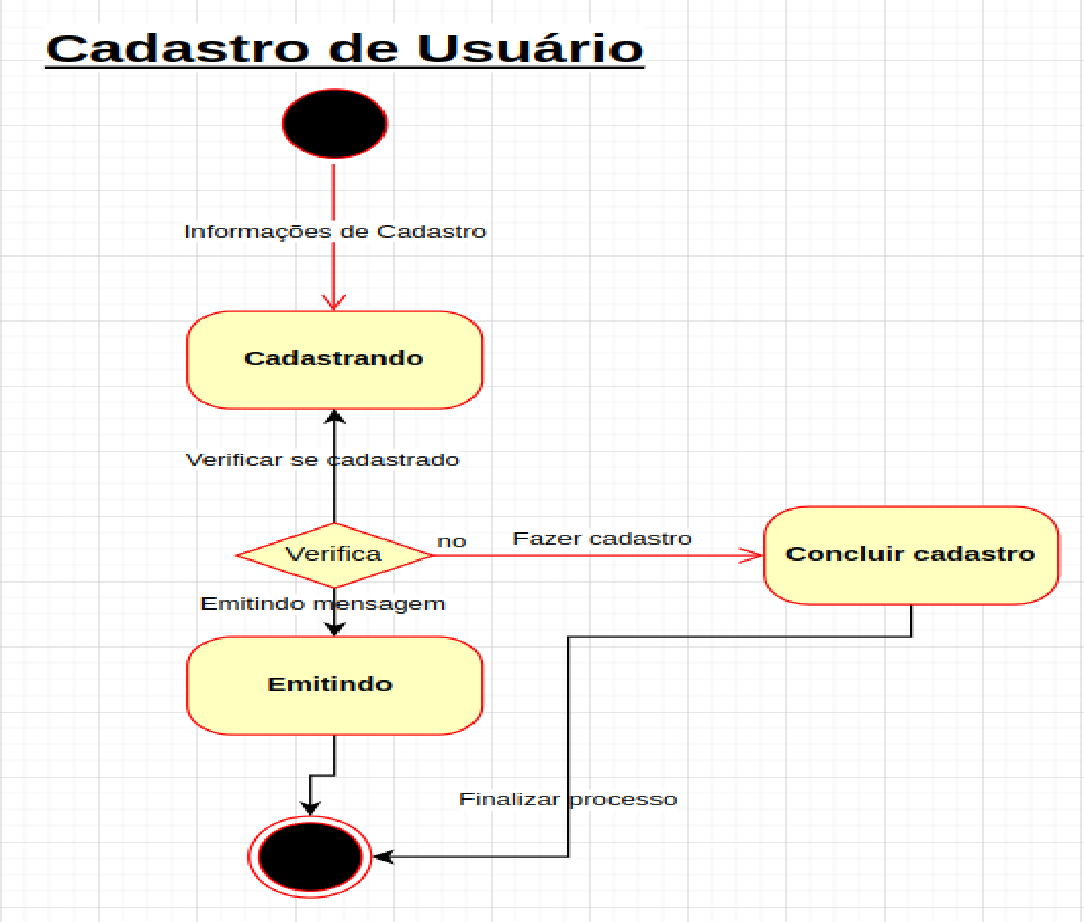 Cadastro de Usuário
Informações de Cadastro
Cadastrando
Verificar se cadastrado
Verifica
no
Fazer cadastro
Concluir cadastro
Emitindo mensagem
Emitindo
Finalizar processo